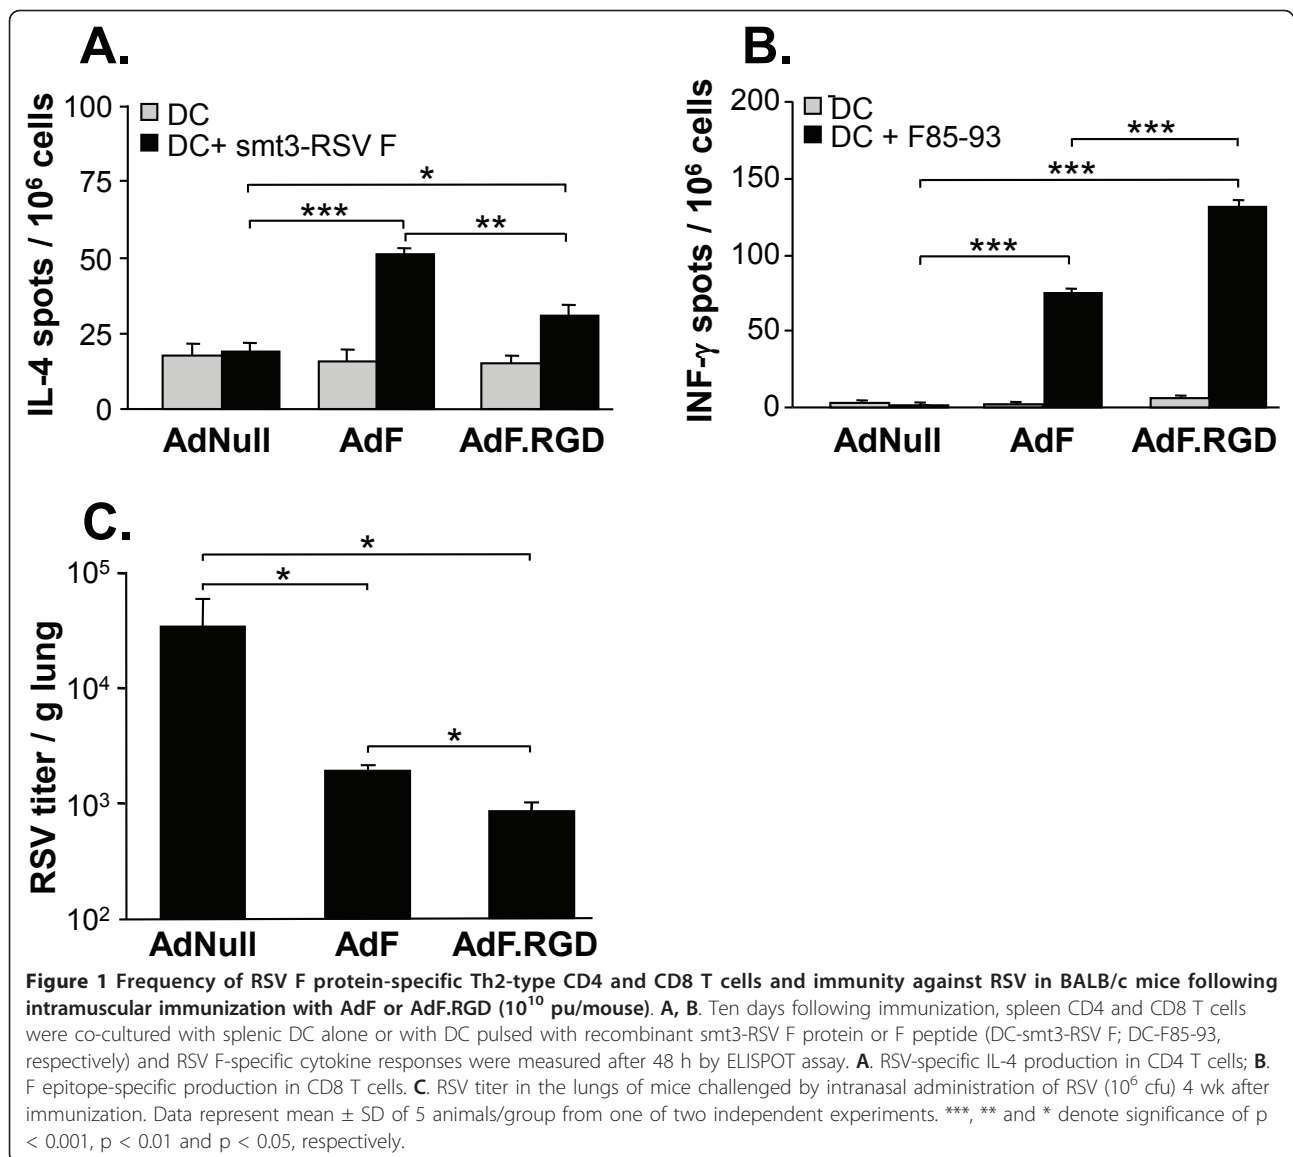 A.
IL-4 spots / 10⁶ cells
100
75
50
25
0
DC
DC+ smt3-RSV F
*
***
**
AdNull AdF AdF.RGD
B.
INF-γ spots / 10⁶ cells
200
150
100
50
0
DC
DC + F85-93
***
***
***
AdNull AdF AdF.RGD
C.
RSV titer / g lung
10⁵
10⁴
10³
10²
*
*
*
AdNull AdF AdF.RGD
Figure 1 Frequency of RSV F protein-specific Th2-type CD4 and CD8 T cells and immunity against RSV in BALB/c mice following
intramuscular immunization with AdF or AdF.RGD (10¹⁰ pu/mouse). A, B. Ten days following immunization, spleen CD4 and CD8 T cells
were co-cultured with splenic DC alone or with DC pulsed with recombinant smt3-RSV F protein or F peptide (DC-smt3-RSV F; DC-F85-93,
respectively) and RSV F-specific cytokine responses were measured after 48 h by ELISPOT assay. A. RSV-specific IL-4 production in CD4 T cells; B.
F epitope-specific production in CD8 T cells. C. RSV titer in the lungs of mice challenged by intranasal administration of RSV (10⁶ cfu) 4 wk after
immunization. Data represent mean ± SD of 5 animals/group from one of two independent experiments. ***, ** and * denote significance of p
< 0.001, p < 0.01 and p < 0.05, respectively.